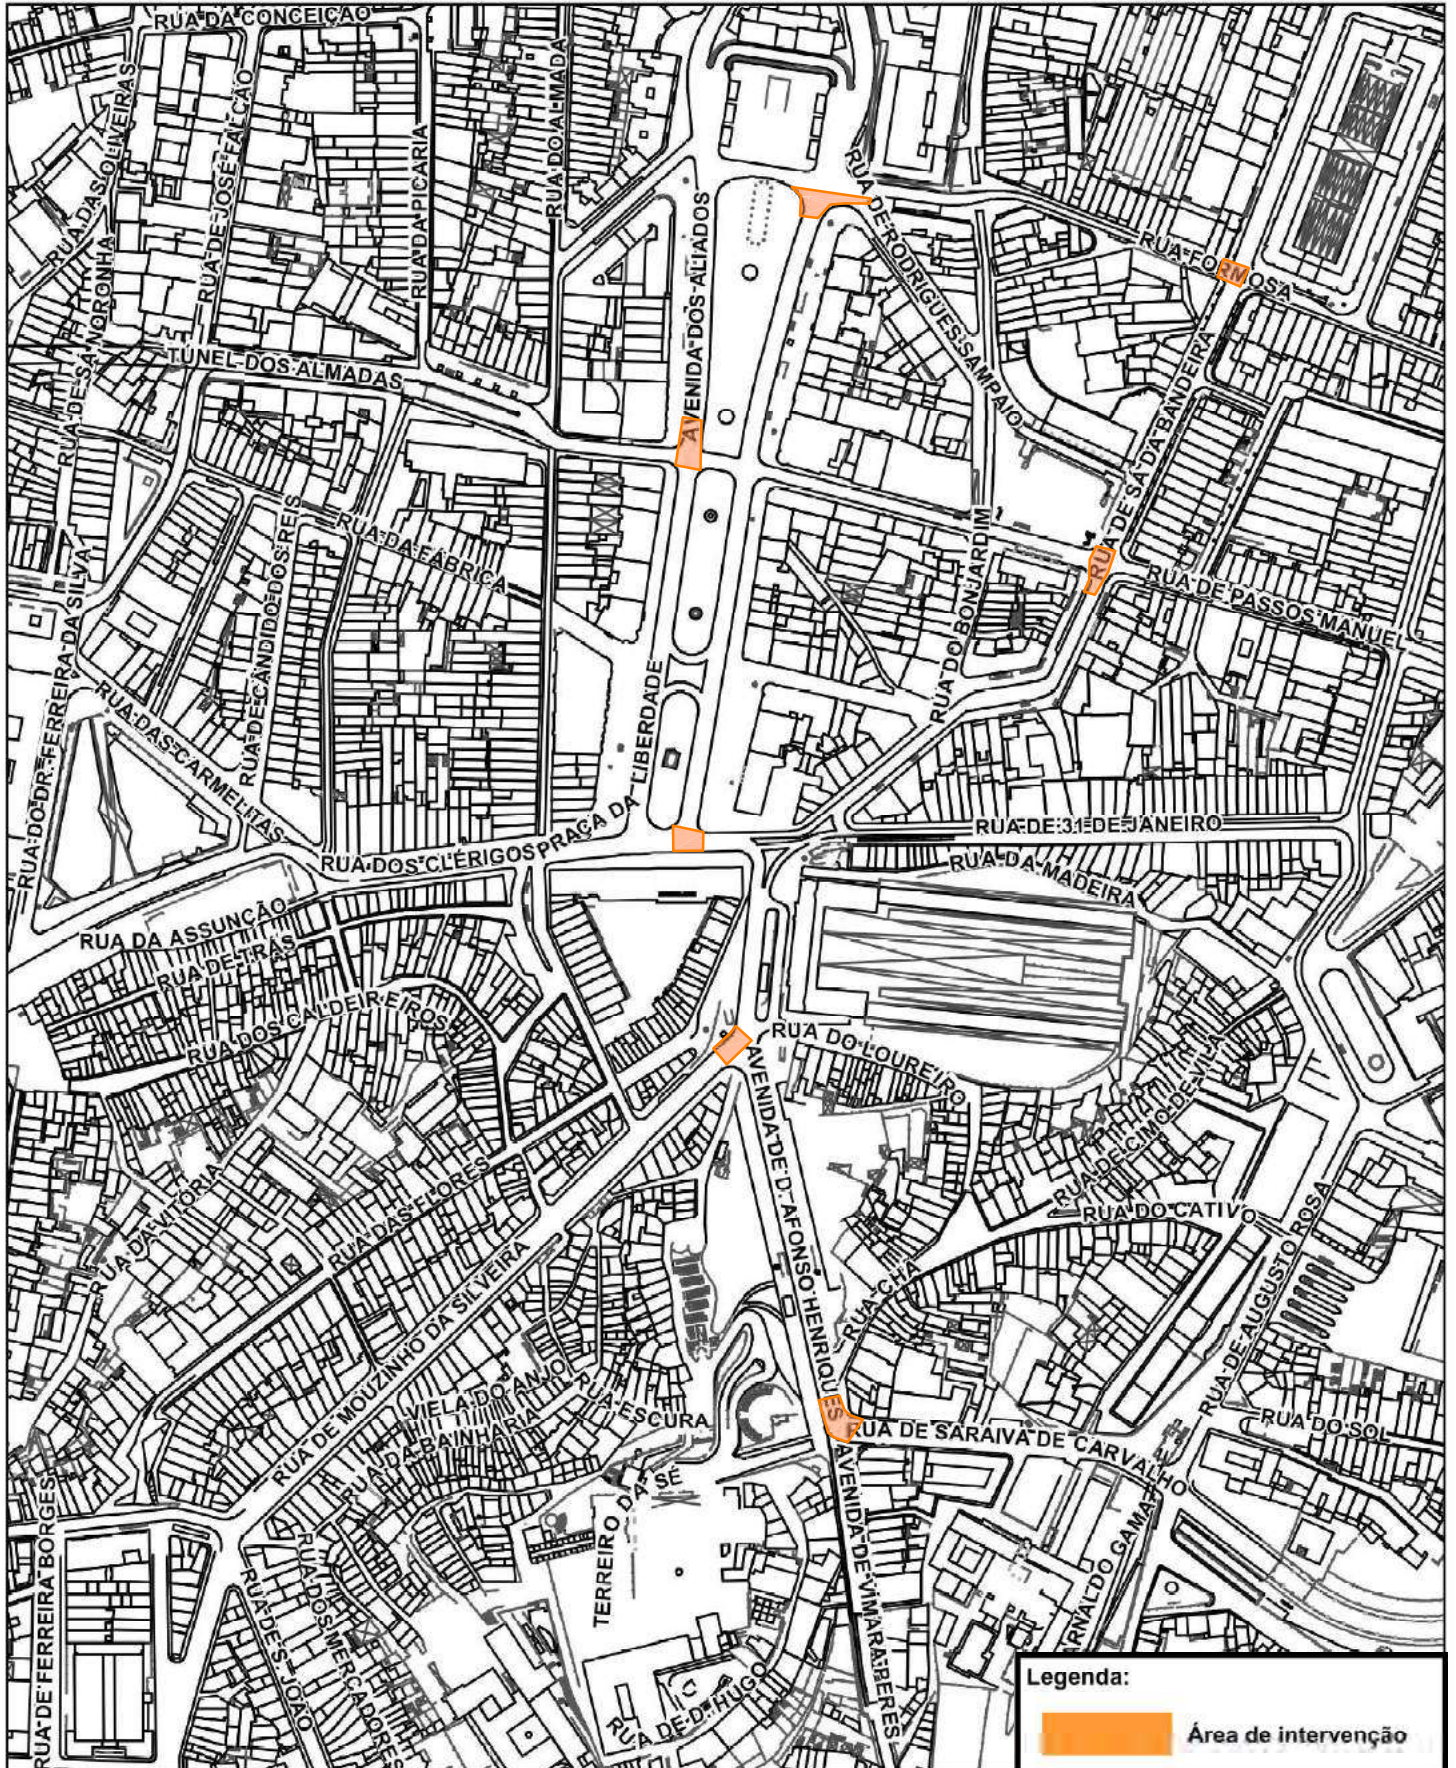 RUA DA CONCEIÇÃO
RUA DAS OLIVEIRAS
RUA DE JOSÉ FALCÃO
RUA DA PICARIA
RUA DO ALMADA
RUA DE SÁ NORONHA
AVENIDA DOS ALIADOS
RUA DE RODRIGUES SAMPAIO
RUA FORMOSA
TÚNEL DOS ALMADAS
RUA DE SÁ DA BANDEIRA
RUA DA FÁBRICA
RUA DE CÂNDIDO DOS REIS
RUA DO BONJARDIM
RUA DE PASSOS MANUEL
RUA DO DR. FERREIRA DA SILVA
RUA DAS CARMELITAS
PRAÇA DA LIBERDADE
RUA DOS CLÉRIGOS
RUA DE 31 DE JANEIRO
RUA DA MADEIRA
RUA DA ASSUNÇÃO
RUA DE TRÁS
RUA DOS CALDEIREIROS
RUA DO LOUREIRO
RUA DE CIMO DE VILA
AVENIDA DE D. AFONSO HENRIQUES
RUA DA VITÓRIA
RUA DAS FLORES
RUA DO CATIVO
RUA CHÃ
RUA DE AUGUSTO ROSA
RUA DE MOUZINHO DA SILVEIRA
VIELA DO ANJO
RUA ESCURA
RUA DA BAINHARIA
RUA DE SARAIVA DE CARVALHO
RUA DO SOL
TERREIRO DA SÉ
AVENIDA DE VIMARA PERES
ARNALDO GAMA
RUA DE FERREIRA BORGES
RUA DE S. JOÃO
RUA DOS MERCADORES
RUA DE D. HUGO
Legenda:
Área de intervenção